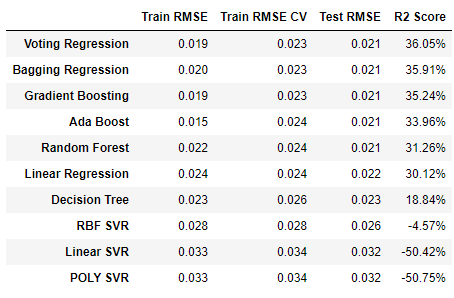 Train RMSE Train RMSE CV Test RMSE R2 Score
Voting Regression 0.019 0.023 0.021 36.05%
Bagging Regression 0.020 0.023 0.021 35.91%
Gradient Boosting 0.019 0.023 0.021 35.24%
Ada Boost 0.015 0.024 0.021 33.96%
Random Forest 0.022 0.024 0.021 31.26%
Linear Regression 0.024 0.024 0.022 30.12%
Decision Tree 0.023 0.026 0.023 18.84%
RBF SVR 0.028 0.028 0.026 -4.57%
Linear SVR 0.033 0.034 0.032 -50.42%
POLY SVR 0.033 0.034 0.032 -50.75%